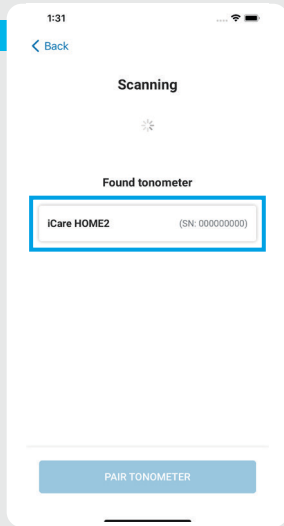 1:31
Back
Scanning
Found tonometer
iCare HOME2 (SN: 000000000)
PAIR TONOMETER